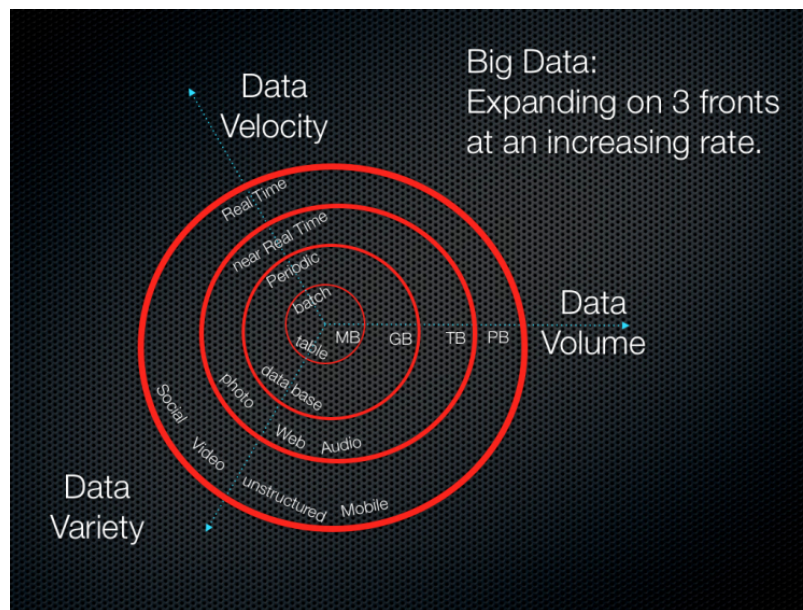 Big Data:
Expanding on 3 fronts
at an increasing rate.
Data
Velocity
Real Time
near Real Time
Periodic
batch
Data
Volume
MB
GB
TB
PB
table
data base
photo
Web
Audio
Social
Video
unstructured
Mobile
Data
Variety